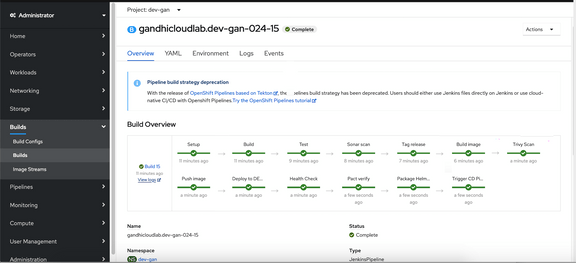 Administrator
Project: dev-gan
Home
Operators
Workloads
Networking
Storage
Builds
Build Configs
Builds
Image Streams
Pipelines
Monitoring
Compute
User Management
Administration
B gandhicloudlab.dev-gan-024-15 Complete
Actions
Overview YAML Environment Logs Events
Pipeline build strategy deprecation
With the release of OpenShift Pipelines based on Tekton, the elines build strategy has been deprecated. Users should either use Jenkins files directly on Jenkins or use cloud-
native CI/CD with Openshift Pipelines.Try the OpenShift Pipelines tutorial
Build Overview
Build 15
11 minutes ago
View logs
Setup Build Test Sonar scan Tag release Build image Trivy Scan
11 minutes ago 11 minutes ago 11 minutes ago 8 minutes ago 7 minutes ago 6 minutes ago a minute ago
Push image Deploy to DE... Health Check Pact verify Package Helm... Trigger CD Pi...
a minute ago a minute ago a minute ago a few seconds ago a few seconds ago a few seconds ago
Name
gandhicloudlab.dev-gan-024-15
Status
Complete
Namespace
dev-gan
Type
JenkinsPipeline